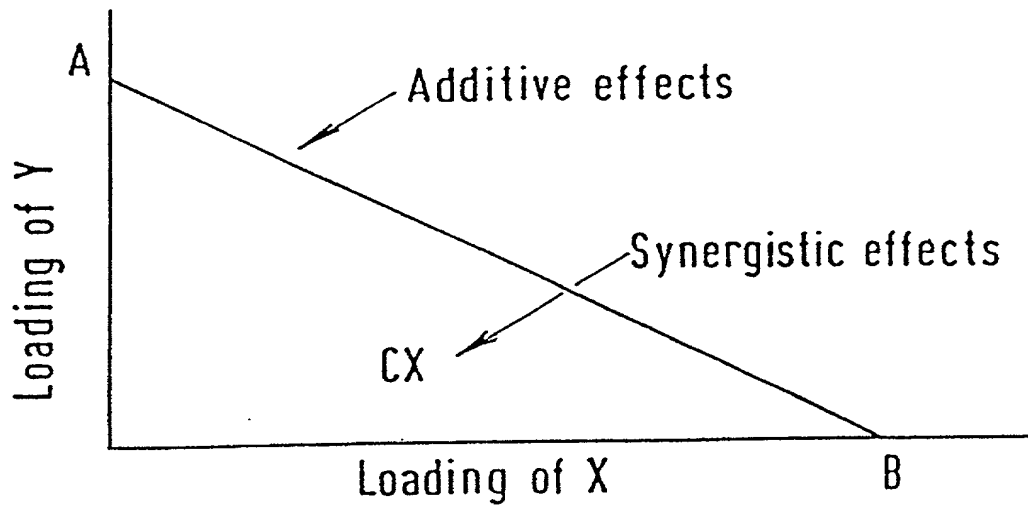 A
Additive effects
Loading of Y
Synergistic effects
CX
Loading of X
B